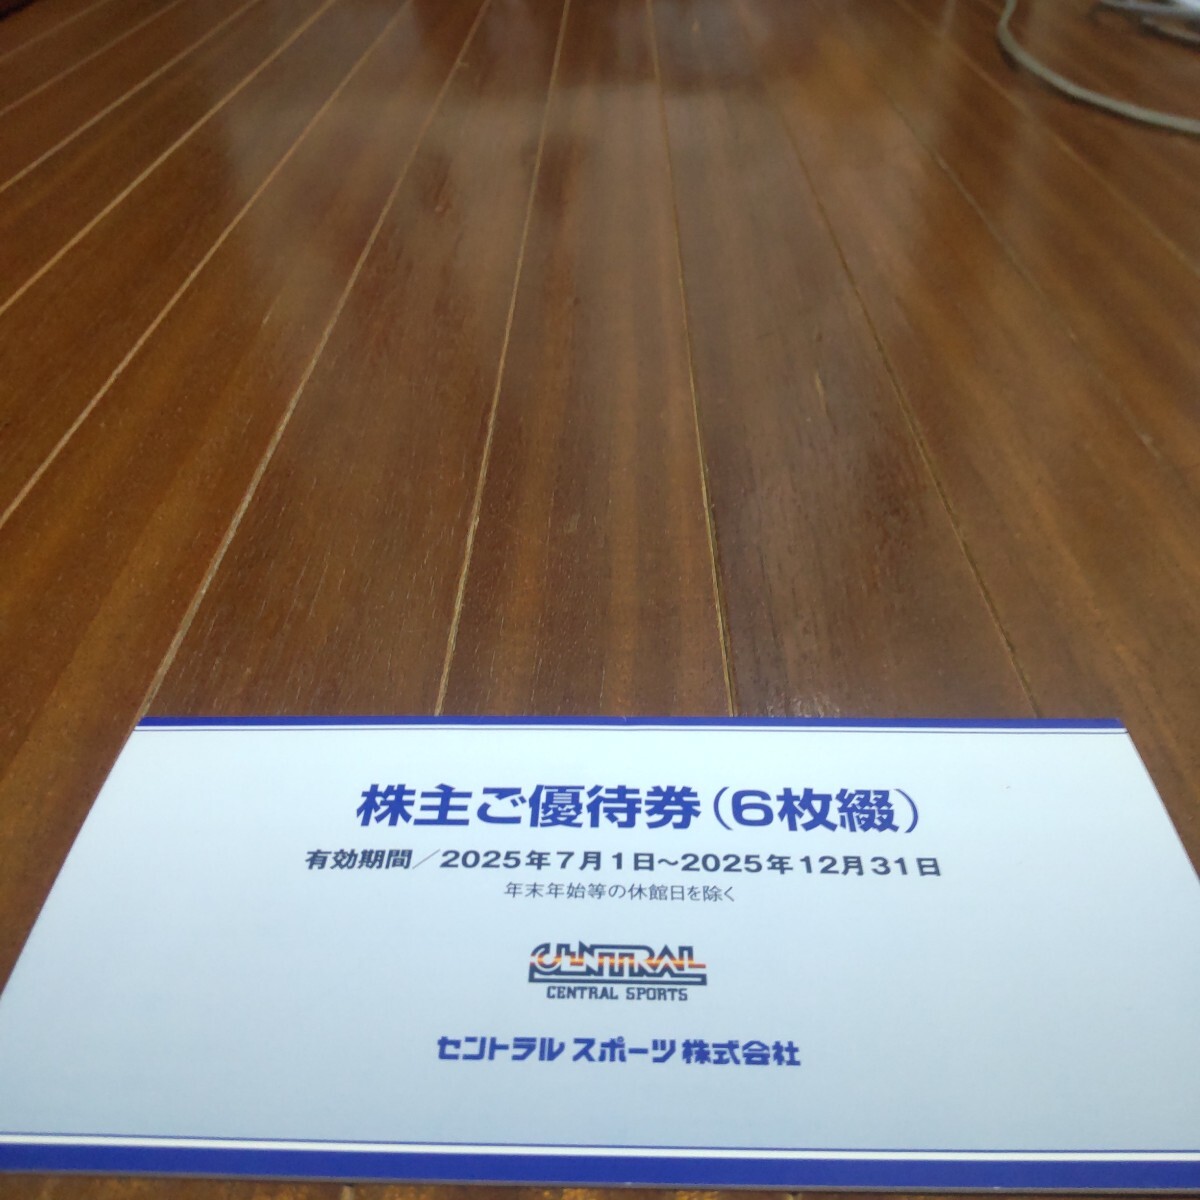 株主ご優待券（6枚綴）
有効期間／2025年7月1日～2025年12月31日
年末年始等の休館日を除く
CENTRAL
CENTRAL SPORTS
セントラルスポーツ株式会社